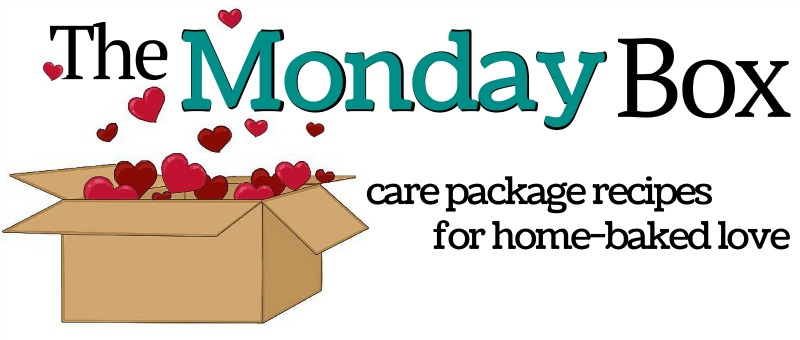 The Monday Box
care package recipes
for home-baked love